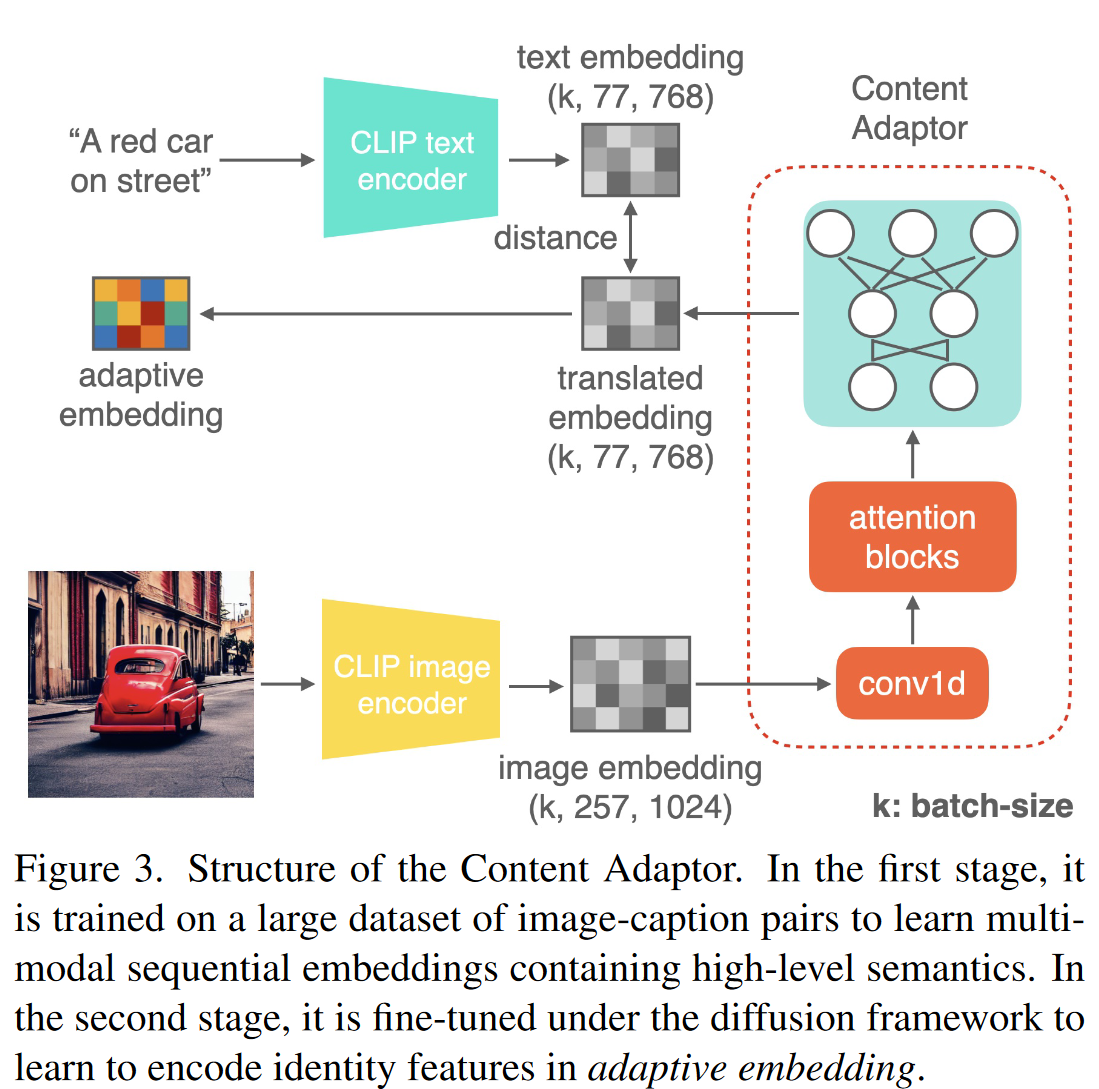 text embedding
(k, 77, 768)
Content
Adaptor
“A red car
on street”
CLIP text
encoder
distance
adaptive
embedding
translated
embedding
(k, 77, 768)
attention
blocks
CLIP image
encoder
conv1d
image embedding
(k, 257, 1024)
k: batch-size
Figure 3. Structure of the Content Adaptor. In the first stage, it
is trained on a large dataset of image-caption pairs to learn multi-
modal sequential embeddings containing high-level semantics. In
the second stage, it is fine-tuned under the diffusion framework to
learn to encode identity features in adaptive embedding.